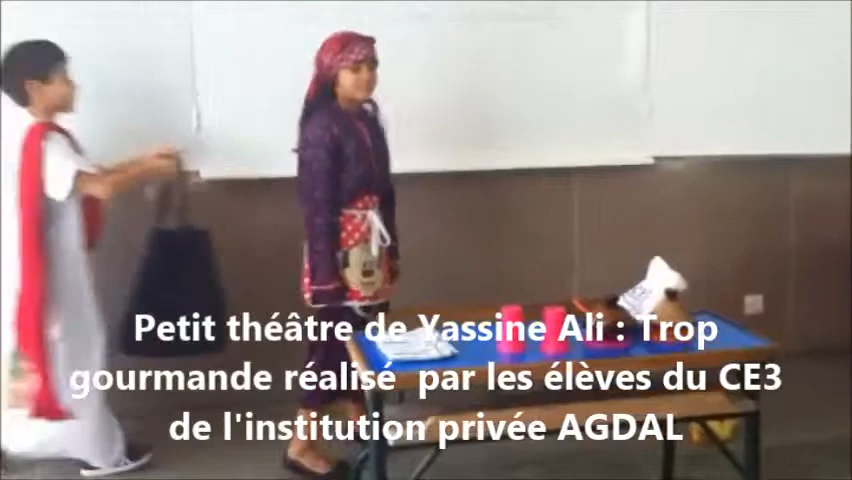 Petit théâtre de Yassine Ali : Trop
gourmande réalisé  par les élèves du CE3
de l'institution privée AGDAL